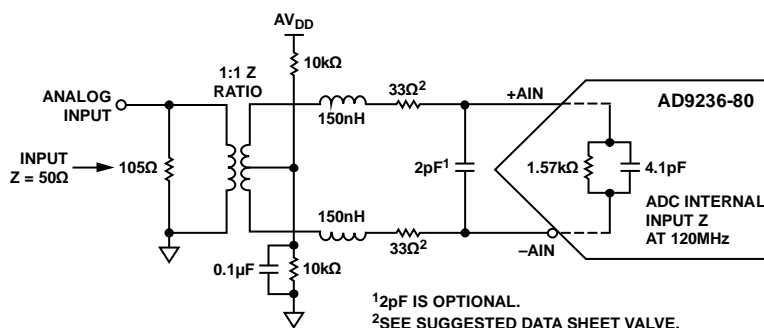 AVDD
10kΩ
1:1 Z
RATIO
ANALOG
INPUT
INPUT
Z = 50Ω
105Ω
150nH
33Ω2
2pF1
+AIN
AD9236-80
1.57kΩ
4.1pF
ADC INTERNAL
INPUT Z
AT 120MHz
150nH
33Ω2
–AIN
0.1µF
10kΩ
12pF IS OPTIONAL.
2SEE SUGGESTED DATA SHEET VALVE.